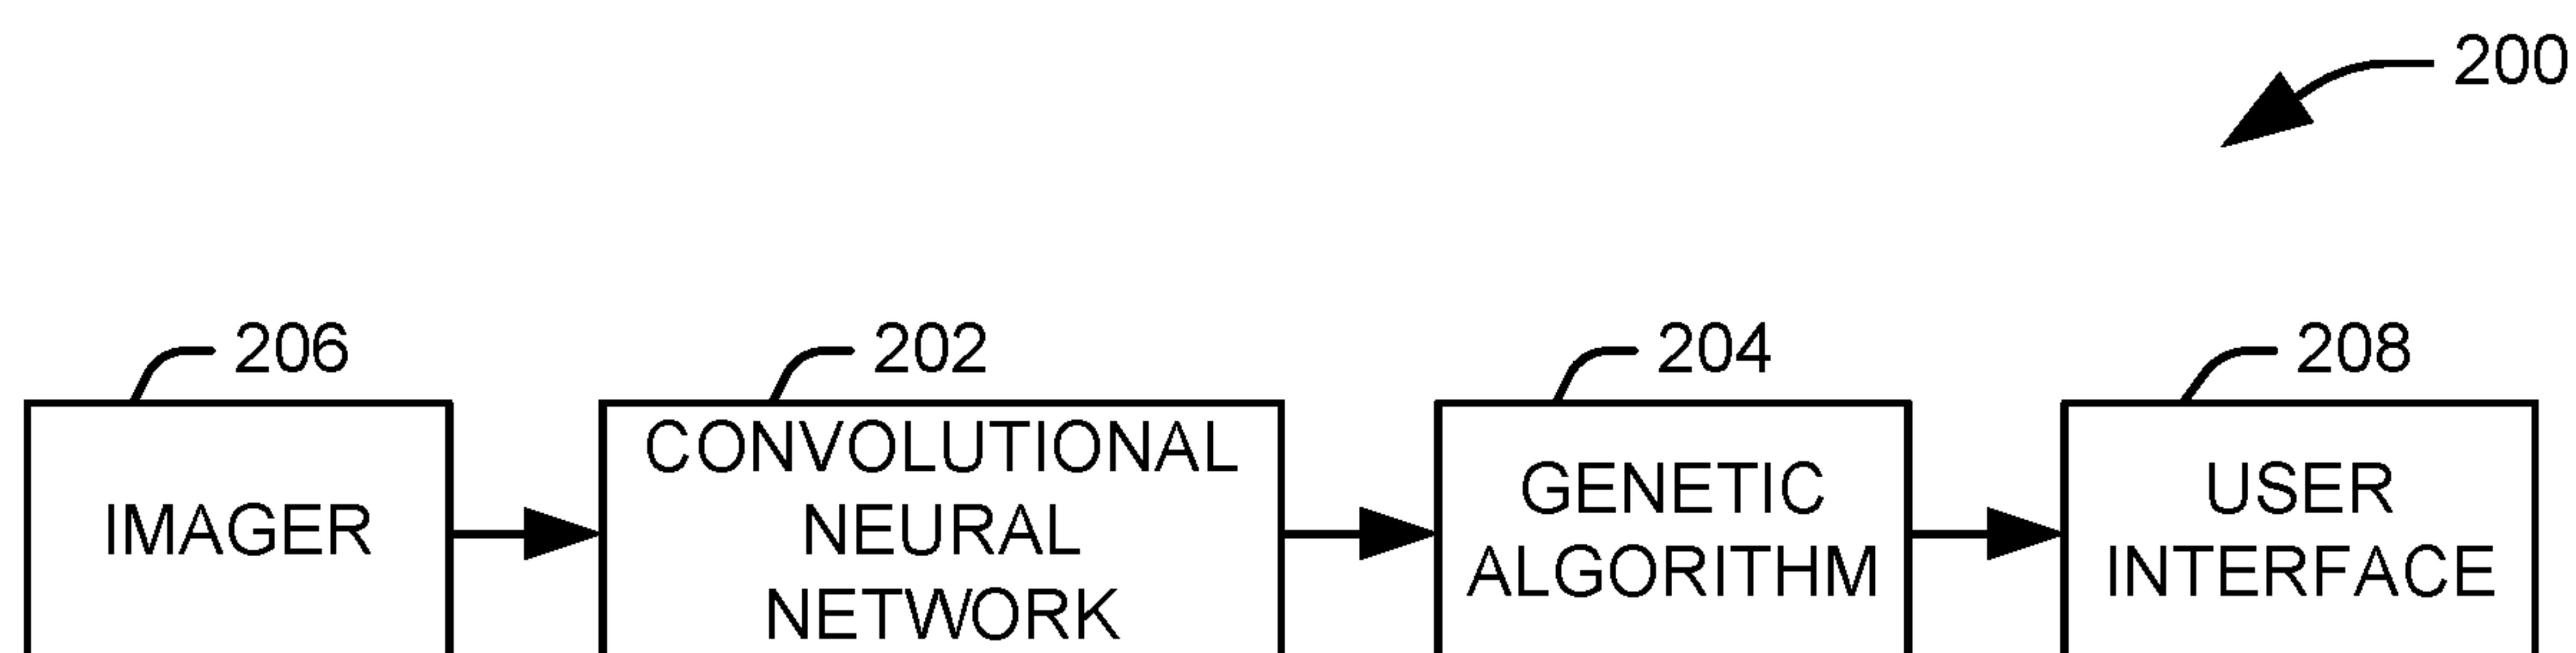 200
206
202
204
208
IMAGER
CONVOLUTIONAL
NEURAL
NETWORK
GENETIC
ALGORITHM
USER
INTERFACE